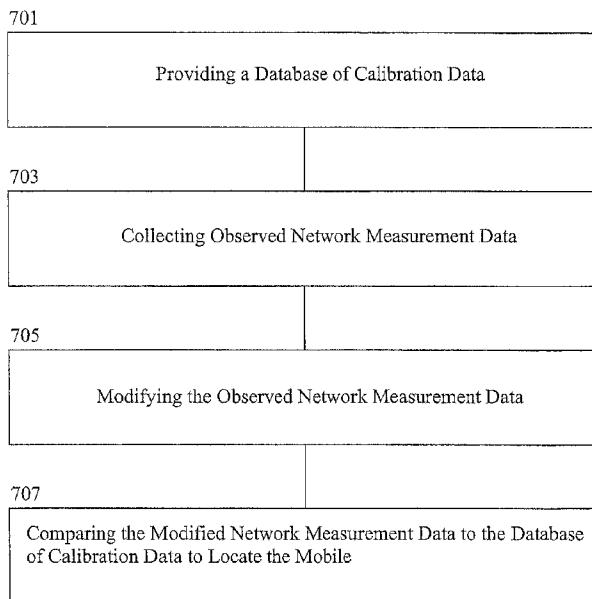 701
Providing a Database of Calibration Data
703
Collecting Observed Network Measurement Data
705
Modifying the Observed Network Measurement Data
707
Comparing the Modified Network Measurement Data to the Database
of Calibration Data to Locate the Mobile